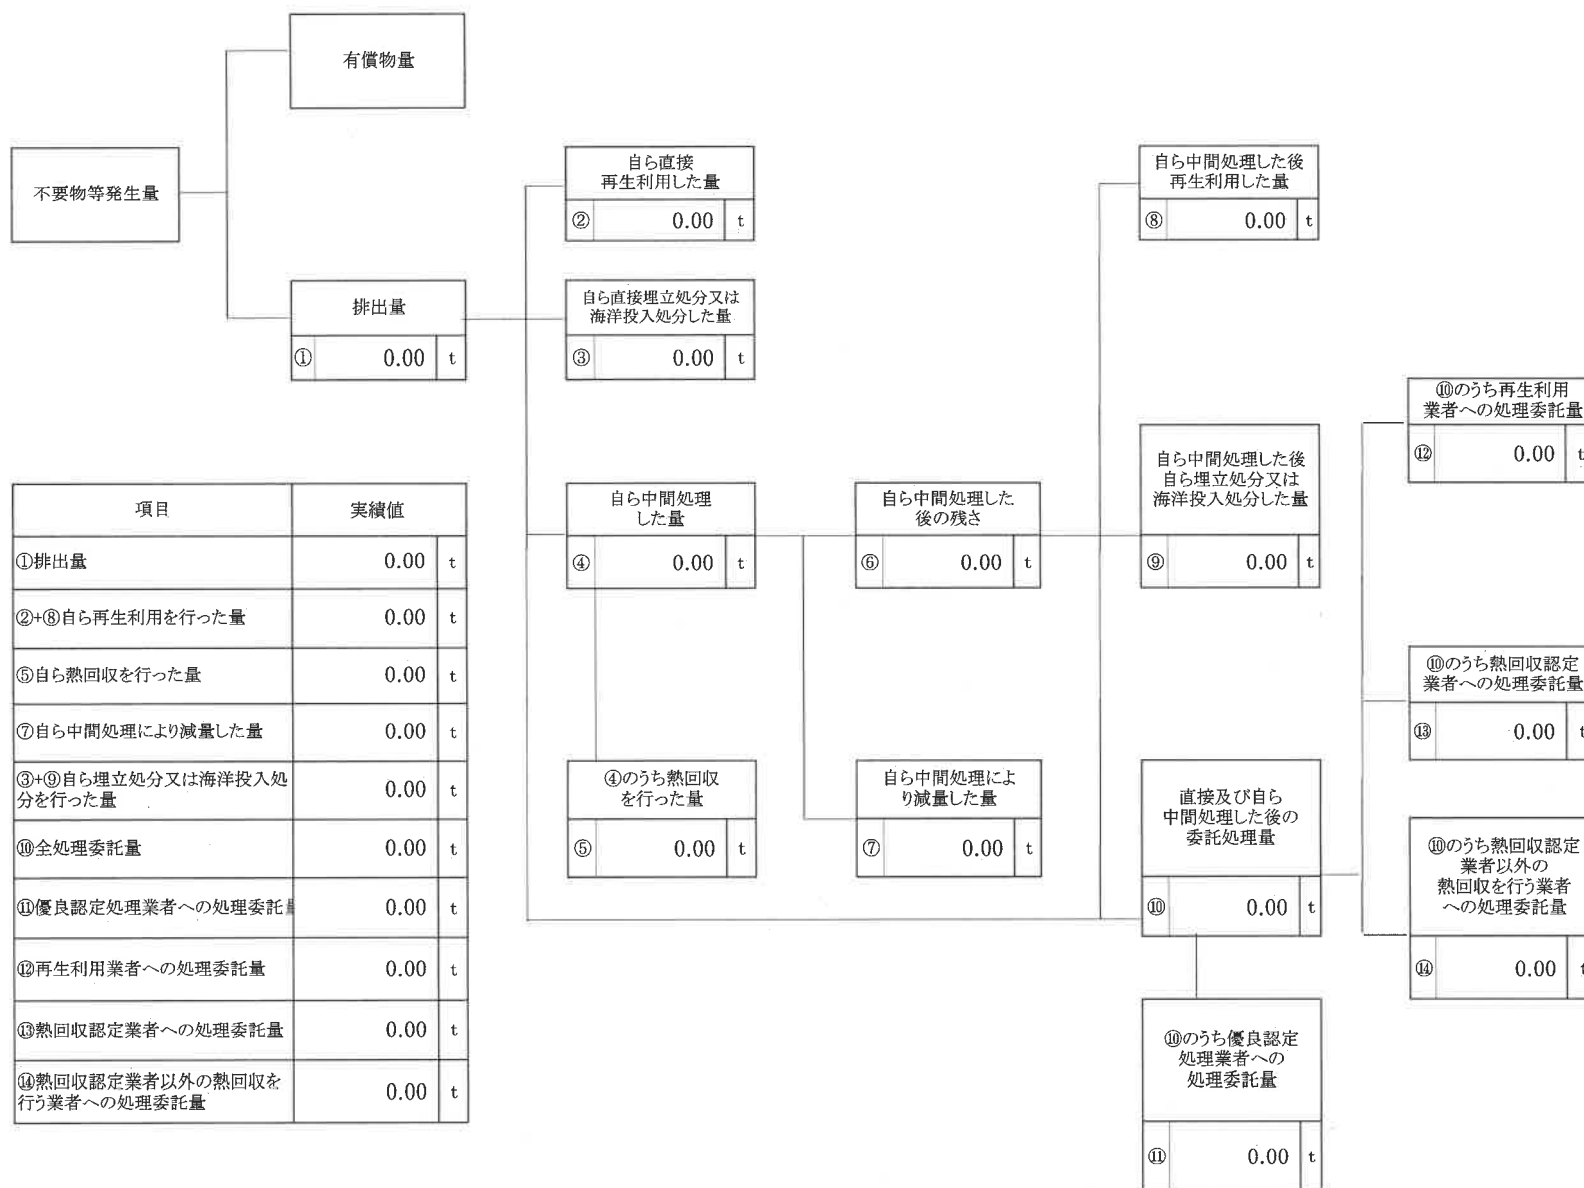 有償物量
不要物等発生量
排出量
① 0.00 t
自ら直接
再生利用した量
② 0.00 t
自ら直接埋立処分又は
海洋投入処分した量
③ 0.00 t
自ら中間処理
した量
④ 0.00 t
④のうち熱回収
を行った量
⑤ 0.00 t
自ら中間処理した
後の残さ
⑥ 0.00 t
自ら中間処理によ
り減量した量
⑦ 0.00 t
自ら中間処理した後
再生利用した量
⑧ 0.00 t
自ら中間処理した後
自ら埋立処分又は
海洋投入処分した量
⑨ 0.00 t
直接及び自ら
中間処理した後の
委託処理量
⑩ 0.00 t
⑩のうち優良認定
処理業者への
処理委託量
⑪ 0.00 t
⑩のうち再生利用
業者への処理委託量
⑫ 0.00 t
⑩のうち熱回収認定
業者への処理委託量
⑬ 0.00 t
⑩のうち熱回収認定
業者以外の
熱回収を行う業者
への処理委託量
⑭ 0.00 t
項目 実績値
①排出量 0.00 t
②+⑧自ら再生利用を行った量 0.00 t
⑤自ら熱回収を行った量 0.00 t
⑦自ら中間処理により減量した量 0.00 t
③+⑨自ら埋立処分又は海洋投入処
分を行った量 0.00 t
⑩全処理委託量 0.00 t
⑪優良認定処理業者への処理委託量 0.00 t
⑫再生利用業者への処理委託量 0.00 t
⑬熱回収認定業者への処理委託量 0.00 t
⑭熱回収認定業者以外の熱回収を
行う業者への処理委託量 0.00 t